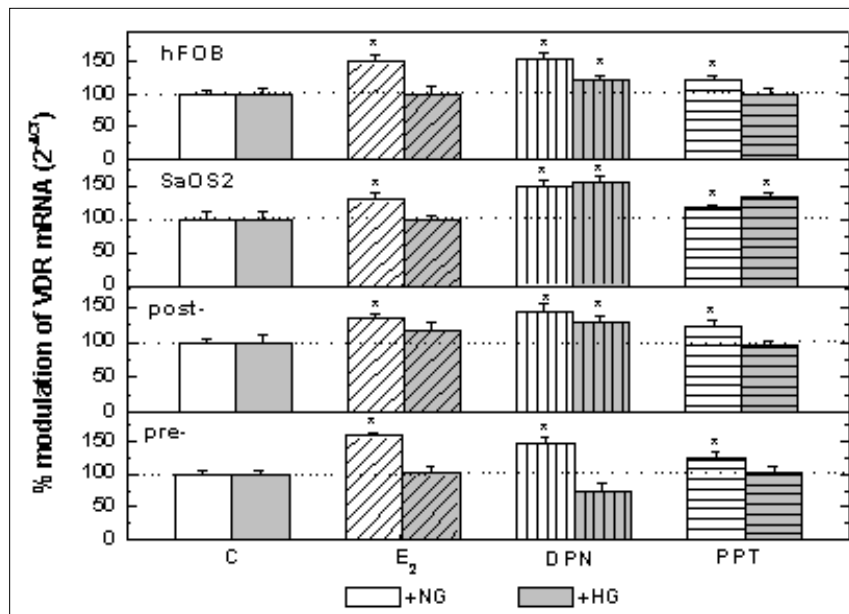 % modulation of VDR mRNA (2^-ΔCT)
hFOB
150
100
50
0
* * * *
SaOS2
150
100
50
0
* * * * *
post-
150
100
50
0
* * * *
pre-
150
100
50
0
* * *
C E₂ DPN PPT
+NG +HG